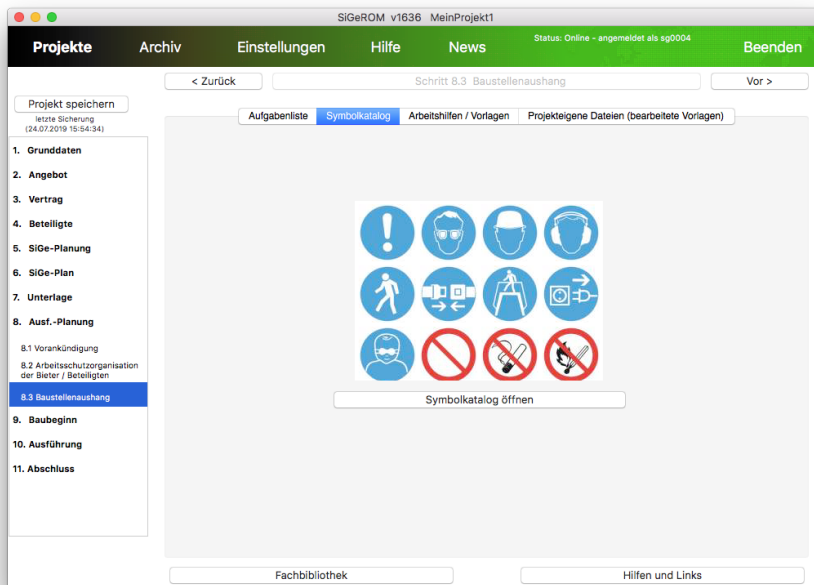 SiGeROM v1636 MeinProjekt1
Projekte Archiv Einstellungen Hilfe News Status: Online - angemeldet als sg0004 Beenden
< Zurück Schritt 8.3 Baustellenaushang Vor >
Projekt speichern
letzte Sicherung
(24.07.2019 15:54:34)
Aufgabenliste Symbolkatalog Arbeitshilfen / Vorlagen Projekteigene Dateien (bearbeitete Vorlagen)
1. Grunddaten
2. Angebot
3. Vertrag
4. Beteiligte
5. SiGe-Planung
6. SiGe-Plan
7. Unterlage
8. Ausf.-Planung
8.1 Vorankündigung
8.2 Arbeitsschutzorganisation
der Bieter / Beteiligten
8.3 Baustellenaushang
9. Baubeginn
10. Ausführung
11. Abschluss
Symbolkatalog öffnen
Fachbibliothek Hilfen und Links